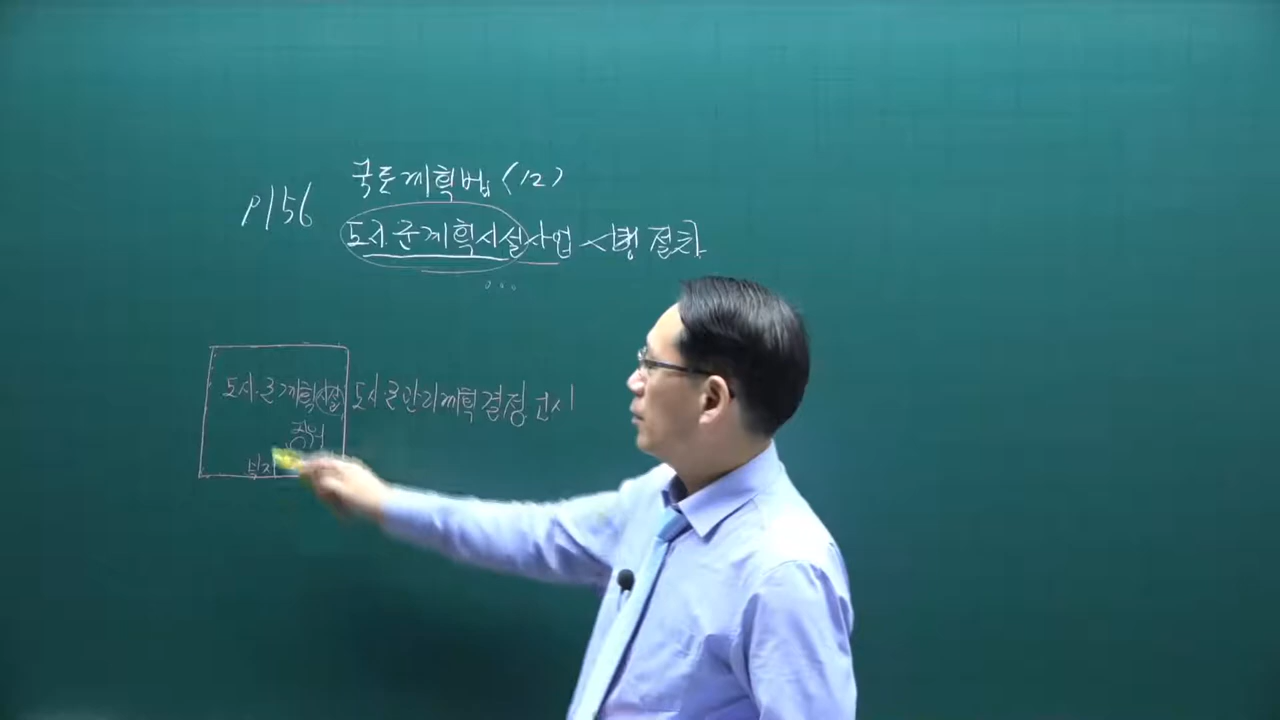 국토계획법 <12>
P156
도시.군계획시설사업 시행 절차
도시.군계획시설 도시.군관리계획결정 고시
부지